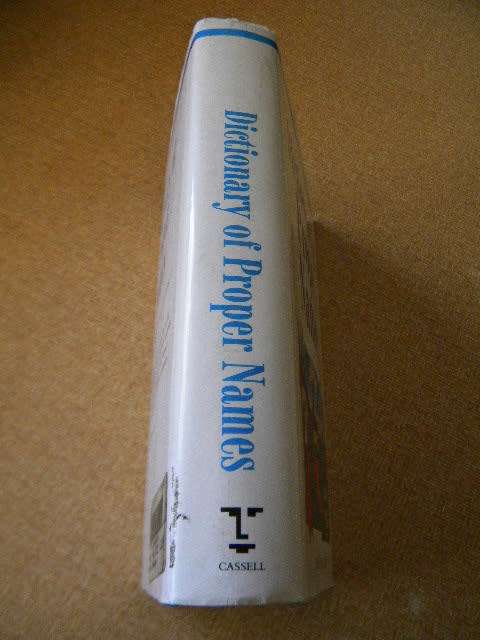 Dictionary of Proper Names
CASSELL